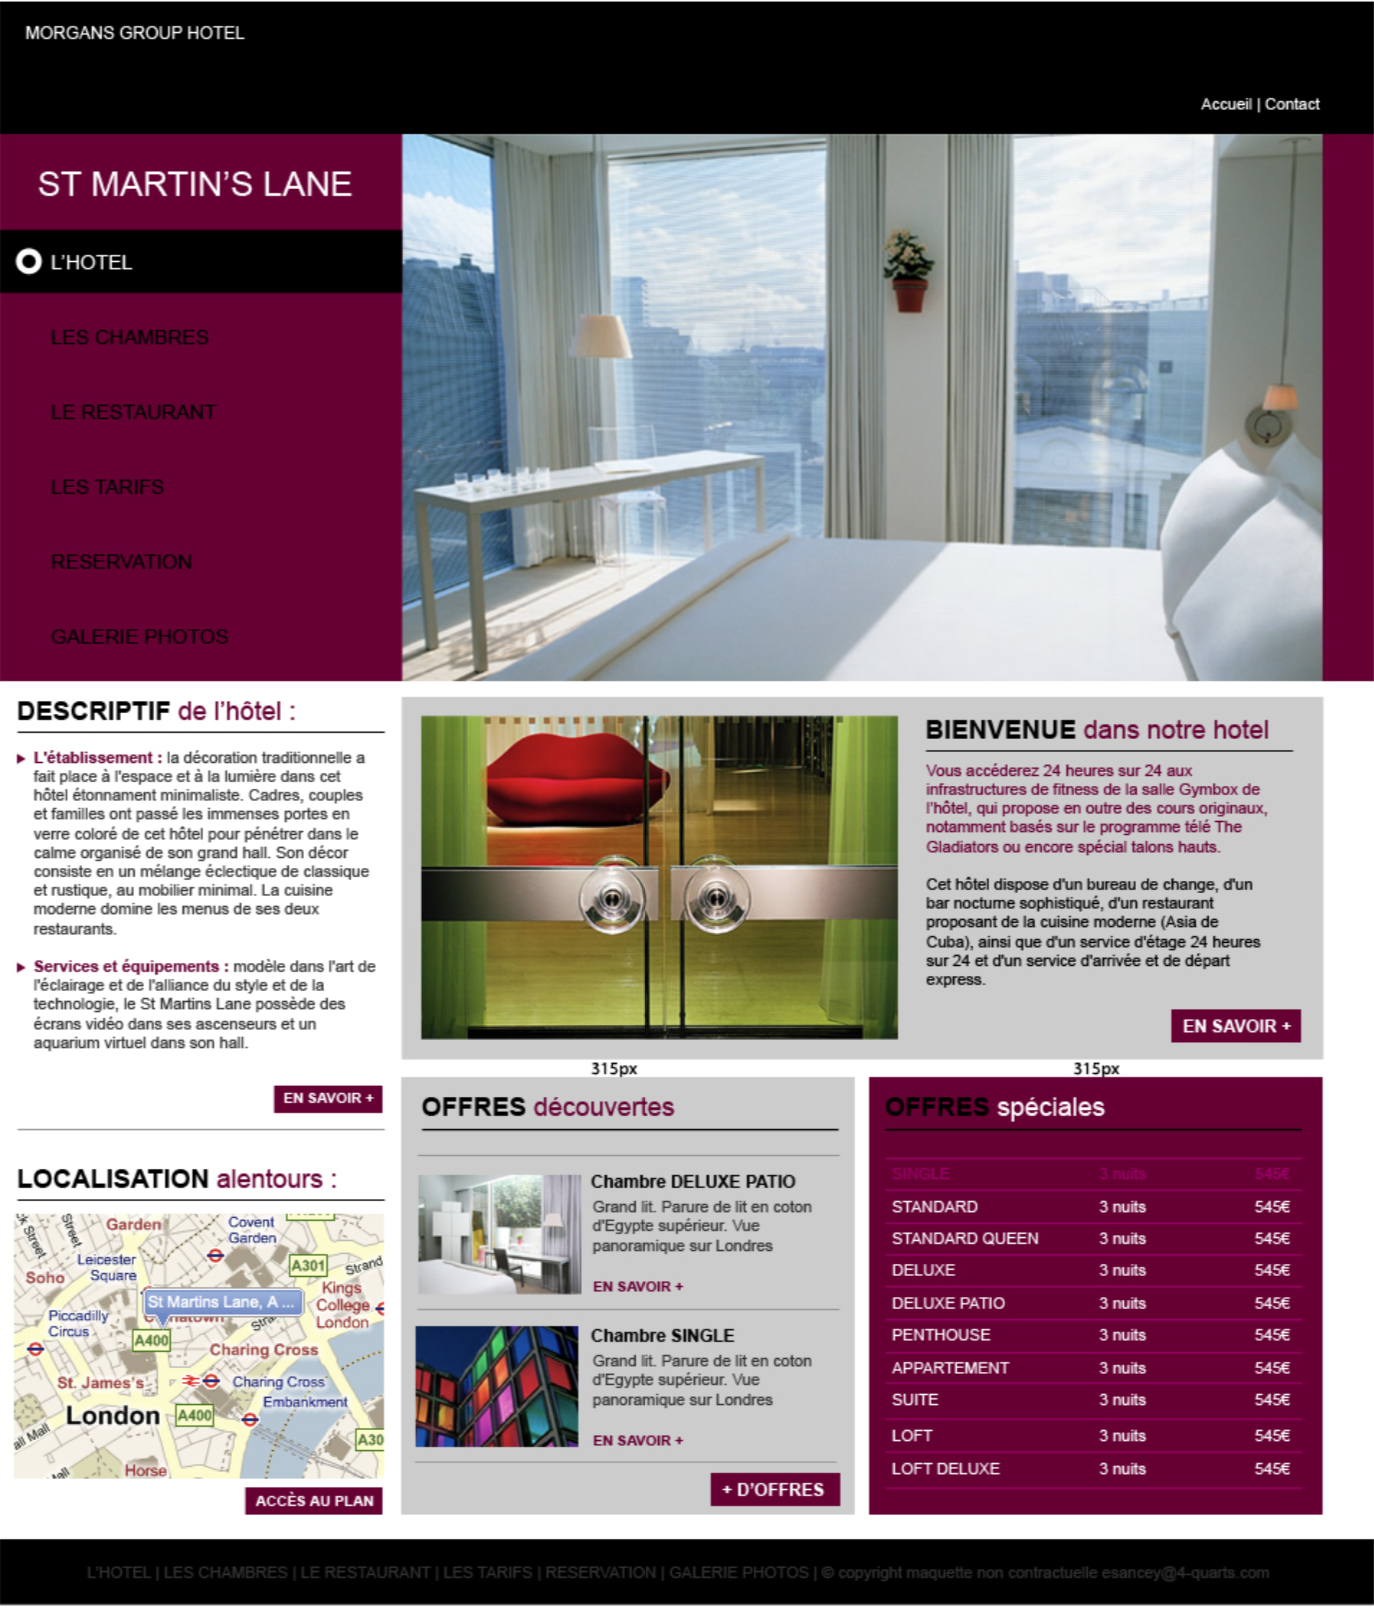 MORGANS GROUP HOTEL
Accueil | Contact
ST MARTIN'S LANE
L'HOTEL
LES CHAMBRES
LE RESTAURANT
LES TARIFS
RESERVATION
GALERIE PHOTOS
DESCRIPTIF de l'hôtel :
L'établissement : la décoration traditionnelle a
fait place à l'espace et à la lumière dans cet
hôtel étonnament minimaliste. Cadres, couples
et familles ont passé les immenses portes en
verre coloré de cet hôtel pour pénétrer dans le
calme organisé de son grand hall. Son décor
consiste en un mélange éclectique de classique
et rustique, au mobilier minimal. La cuisine
moderne domine les menus de ses deux
restaurants.
Services et équipements : modèle dans l'art de
l'éclairage et de l'alliance du style et de la
technologie, le St Martins Lane possède des
écrans vidéo dans ses ascenseurs et un
aquarium virtuel dans son hall.
EN SAVOIR +
LOCALISATION alentours :
Street
Street
Garden
Covent
Garden
Leicester
Square
A301
Strand
Soho
Kings
College
London
St Martins Lane, A ...
Piccadilly
Circus
A400
Charing Cross
St. James's
Charing Cross
Embankment
London
A400
A30
Mall
Horse
ACCÈS AU PLAN
BIENVENUE dans notre hotel
Vous accéderez 24 heures sur 24 aux
infrastructures de fitness de la salle Gymbox de
l'hôtel, qui propose en outre des cours originaux,
notamment basés sur le programme télé The
Gladiators ou encore spécial talons hauts.
Cet hôtel dispose d'un bureau de change, d'un
bar nocturne sophistiqué, d'un restaurant
proposant de la cuisine moderne (Asia de
Cuba), ainsi que d'un service d'étage 24 heures
sur 24 et d'un service d'arrivée et de départ
express.
EN SAVOIR +
315px
315px
OFFRES découvertes
Chambre DELUXE PATIO
Grand lit. Parure de lit en coton
d'Egypte supérieur. Vue
panoramique sur Londres
EN SAVOIR +
Chambre SINGLE
Grand lit. Parure de lit en coton
d'Egypte supérieur. Vue
panoramique sur Londres
EN SAVOIR +
+ D'OFFRES
OFFRES spéciales
SINGLE 3 nuits 545€
STANDARD 3 nuits 545€
STANDARD QUEEN 3 nuits 545€
DELUXE 3 nuits 545€
DELUXE PATIO 3 nuits 545€
PENTHOUSE 3 nuits 545€
APPARTEMENT 3 nuits 545€
SUITE 3 nuits 545€
LOFT 3 nuits 545€
LOFT DELUXE 3 nuits 545€
L'HOTEL | LES CHAMBRES | LE RESTAURANT | LES TARIFS | RESERVATION | GALERIE PHOTOS | © copyright maquette non contractuelle esancey@4-quarts.com